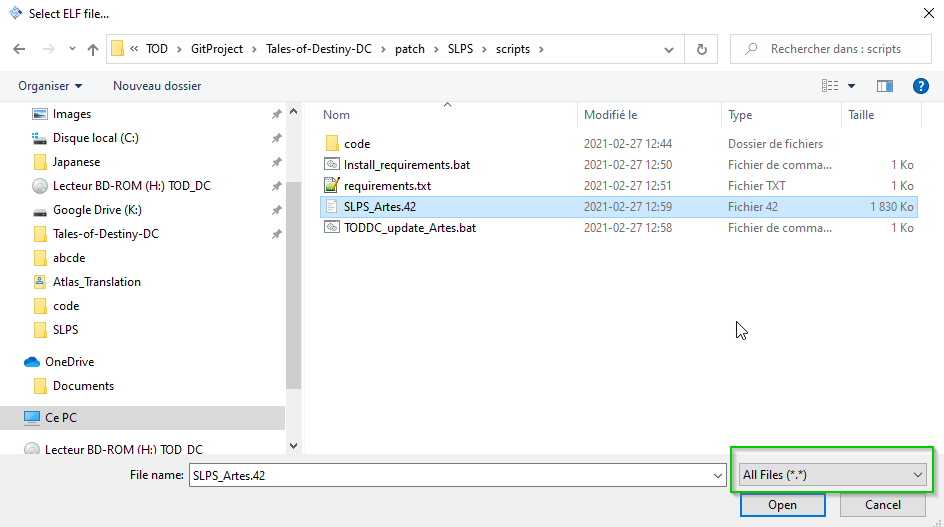 Select ELF file...
« TOD > GitProject > Tales-of-Destiny-DC > patch > SLPS > scripts >
Rechercher dans : scripts
Organiser
Nouveau dossier
Images
Disque local (C:)
Japanese
Lecteur BD-ROM (H:) TOD_DC
Google Drive (K:)
Tales-of-Destiny-DC
abcde
Atlas_Translation
code
SLPS
OneDrive
Documents
Ce PC
Lecteur BD-ROM (H:) TOD_DC
Nom Modifié le Type Taille
code 2021-02-27 12:44 Dossier de fichiers
Install_requirements.bat 2021-02-27 12:50 Fichier de comma... 1 Ko
requirements.txt 2021-02-27 12:51 Fichier TXT 1 Ko
SLPS_Artes.42 2021-02-27 12:59 Fichier 42 1 830 Ko
TODDC_update_Artes.bat 2021-02-27 12:58 Fichier de comma... 1 Ko
File name: SLPS_Artes.42
All Files (*.*)
Open
Cancel